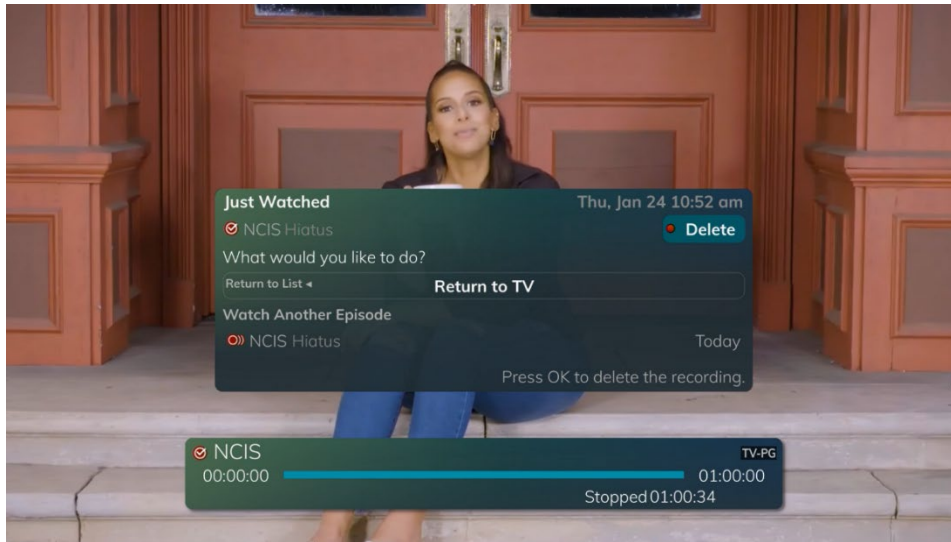 Just Watched Thu, Jan 24 10:52 am
NCIS Hiatus Delete
What would you like to do?
Return to List ◂ Return to TV
Watch Another Episode
NCIS Hiatus Today
Press OK to delete the recording.
NCIS TV-PG
00:00:00 01:00:00
Stopped 01:00:34